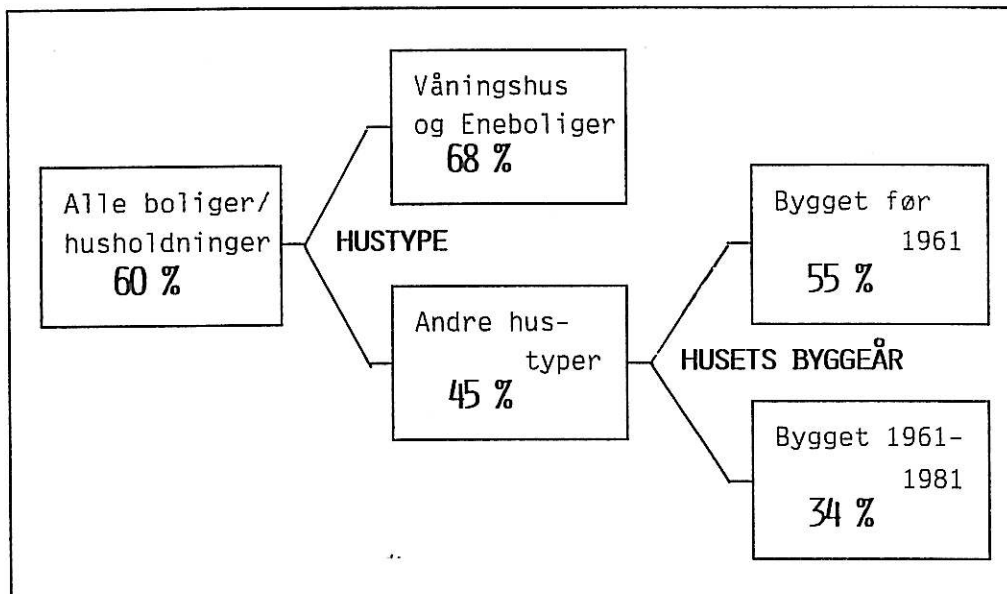 Våningshus
og Eneboliger
68 %
Alle boliger/
husholdninger
60 %
HUSTYPE
Andre hus-
typer
45 %
Bygget før
1961
55 %
HUSETS BYGGEÅR
Bygget 1961-
1981
34 %